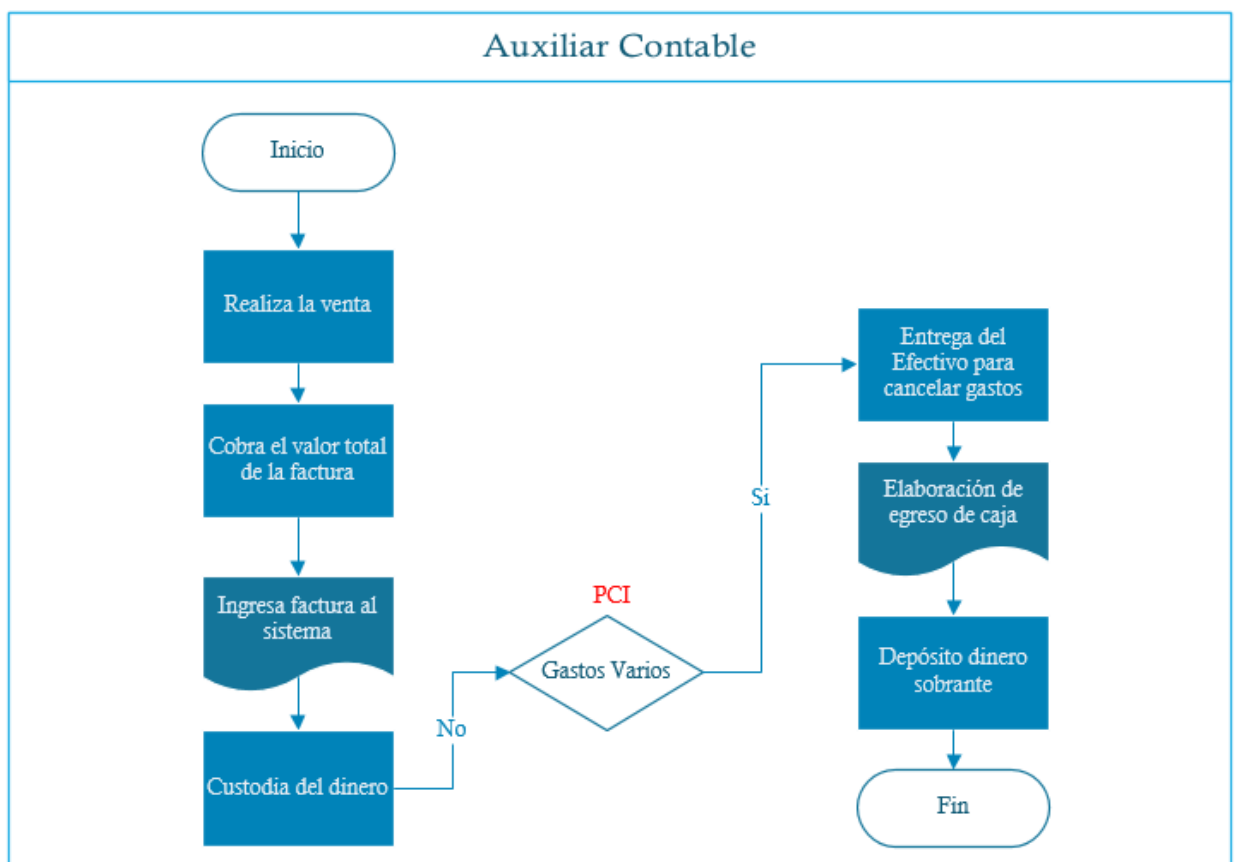 Auxiliar Contable
Inicio
Realiza la venta
Cobra el valor total
de la factura
Ingresa factura al
sistema
Custodia del dinero
No
PCI
Gastos Varios
Si
Entrega del
Efectivo para
cancelar gastos
Elaboración de
egreso de caja
Depósito dinero
sobrante
Fin